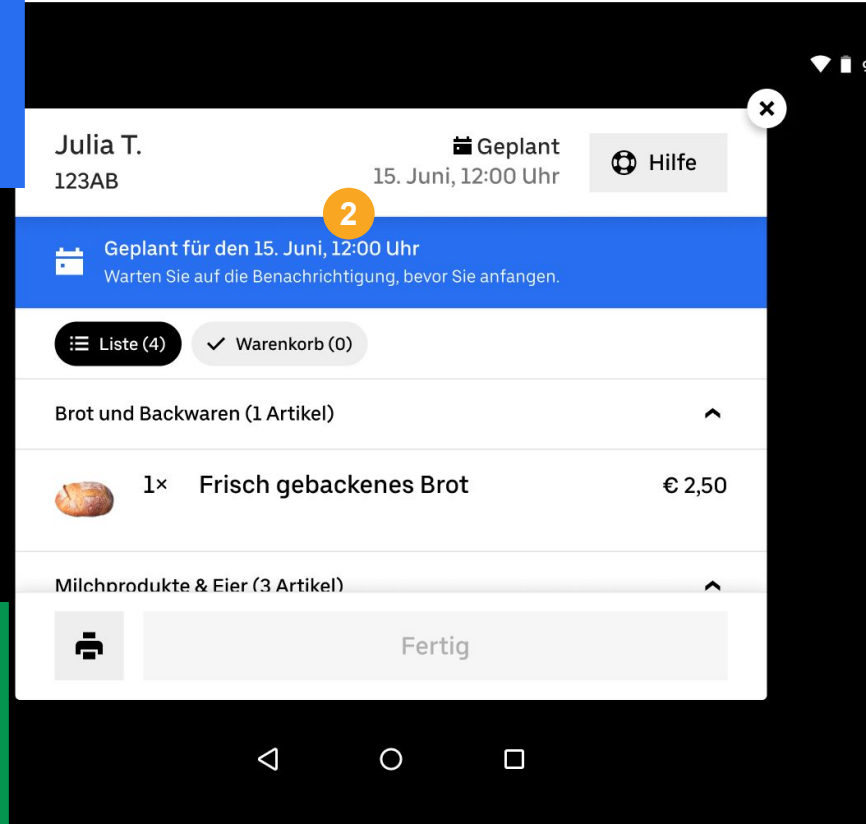 Julia T.
123AB
Geplant
15. Juni, 12:00 Uhr
Hilfe
2
Geplant für den 15. Juni, 12:00 Uhr
Warten Sie auf die Benachrichtigung, bevor Sie anfangen.
Liste (4)
Warenkorb (0)
Brot und Backwaren (1 Artikel)
1× Frisch gebackenes Brot € 2,50
Milchprodukte & Eier (3 Artikel)
Fertig